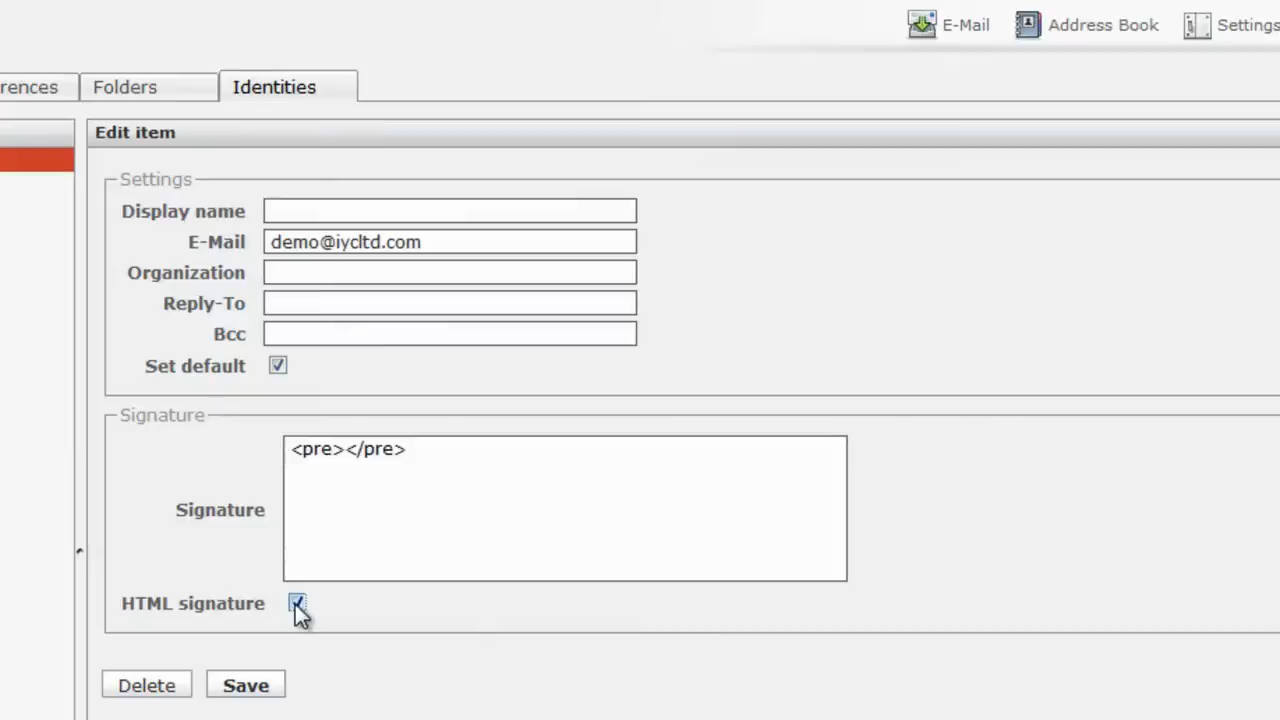 E-Mail Address Book Settings
rences Folders Identities
Edit item
Settings
Display name
E-Mail demo@iycltd.com
Organization
Reply-To
Bcc
Set default
Signature
<pre></pre>
Signature
HTML signature
Delete Save